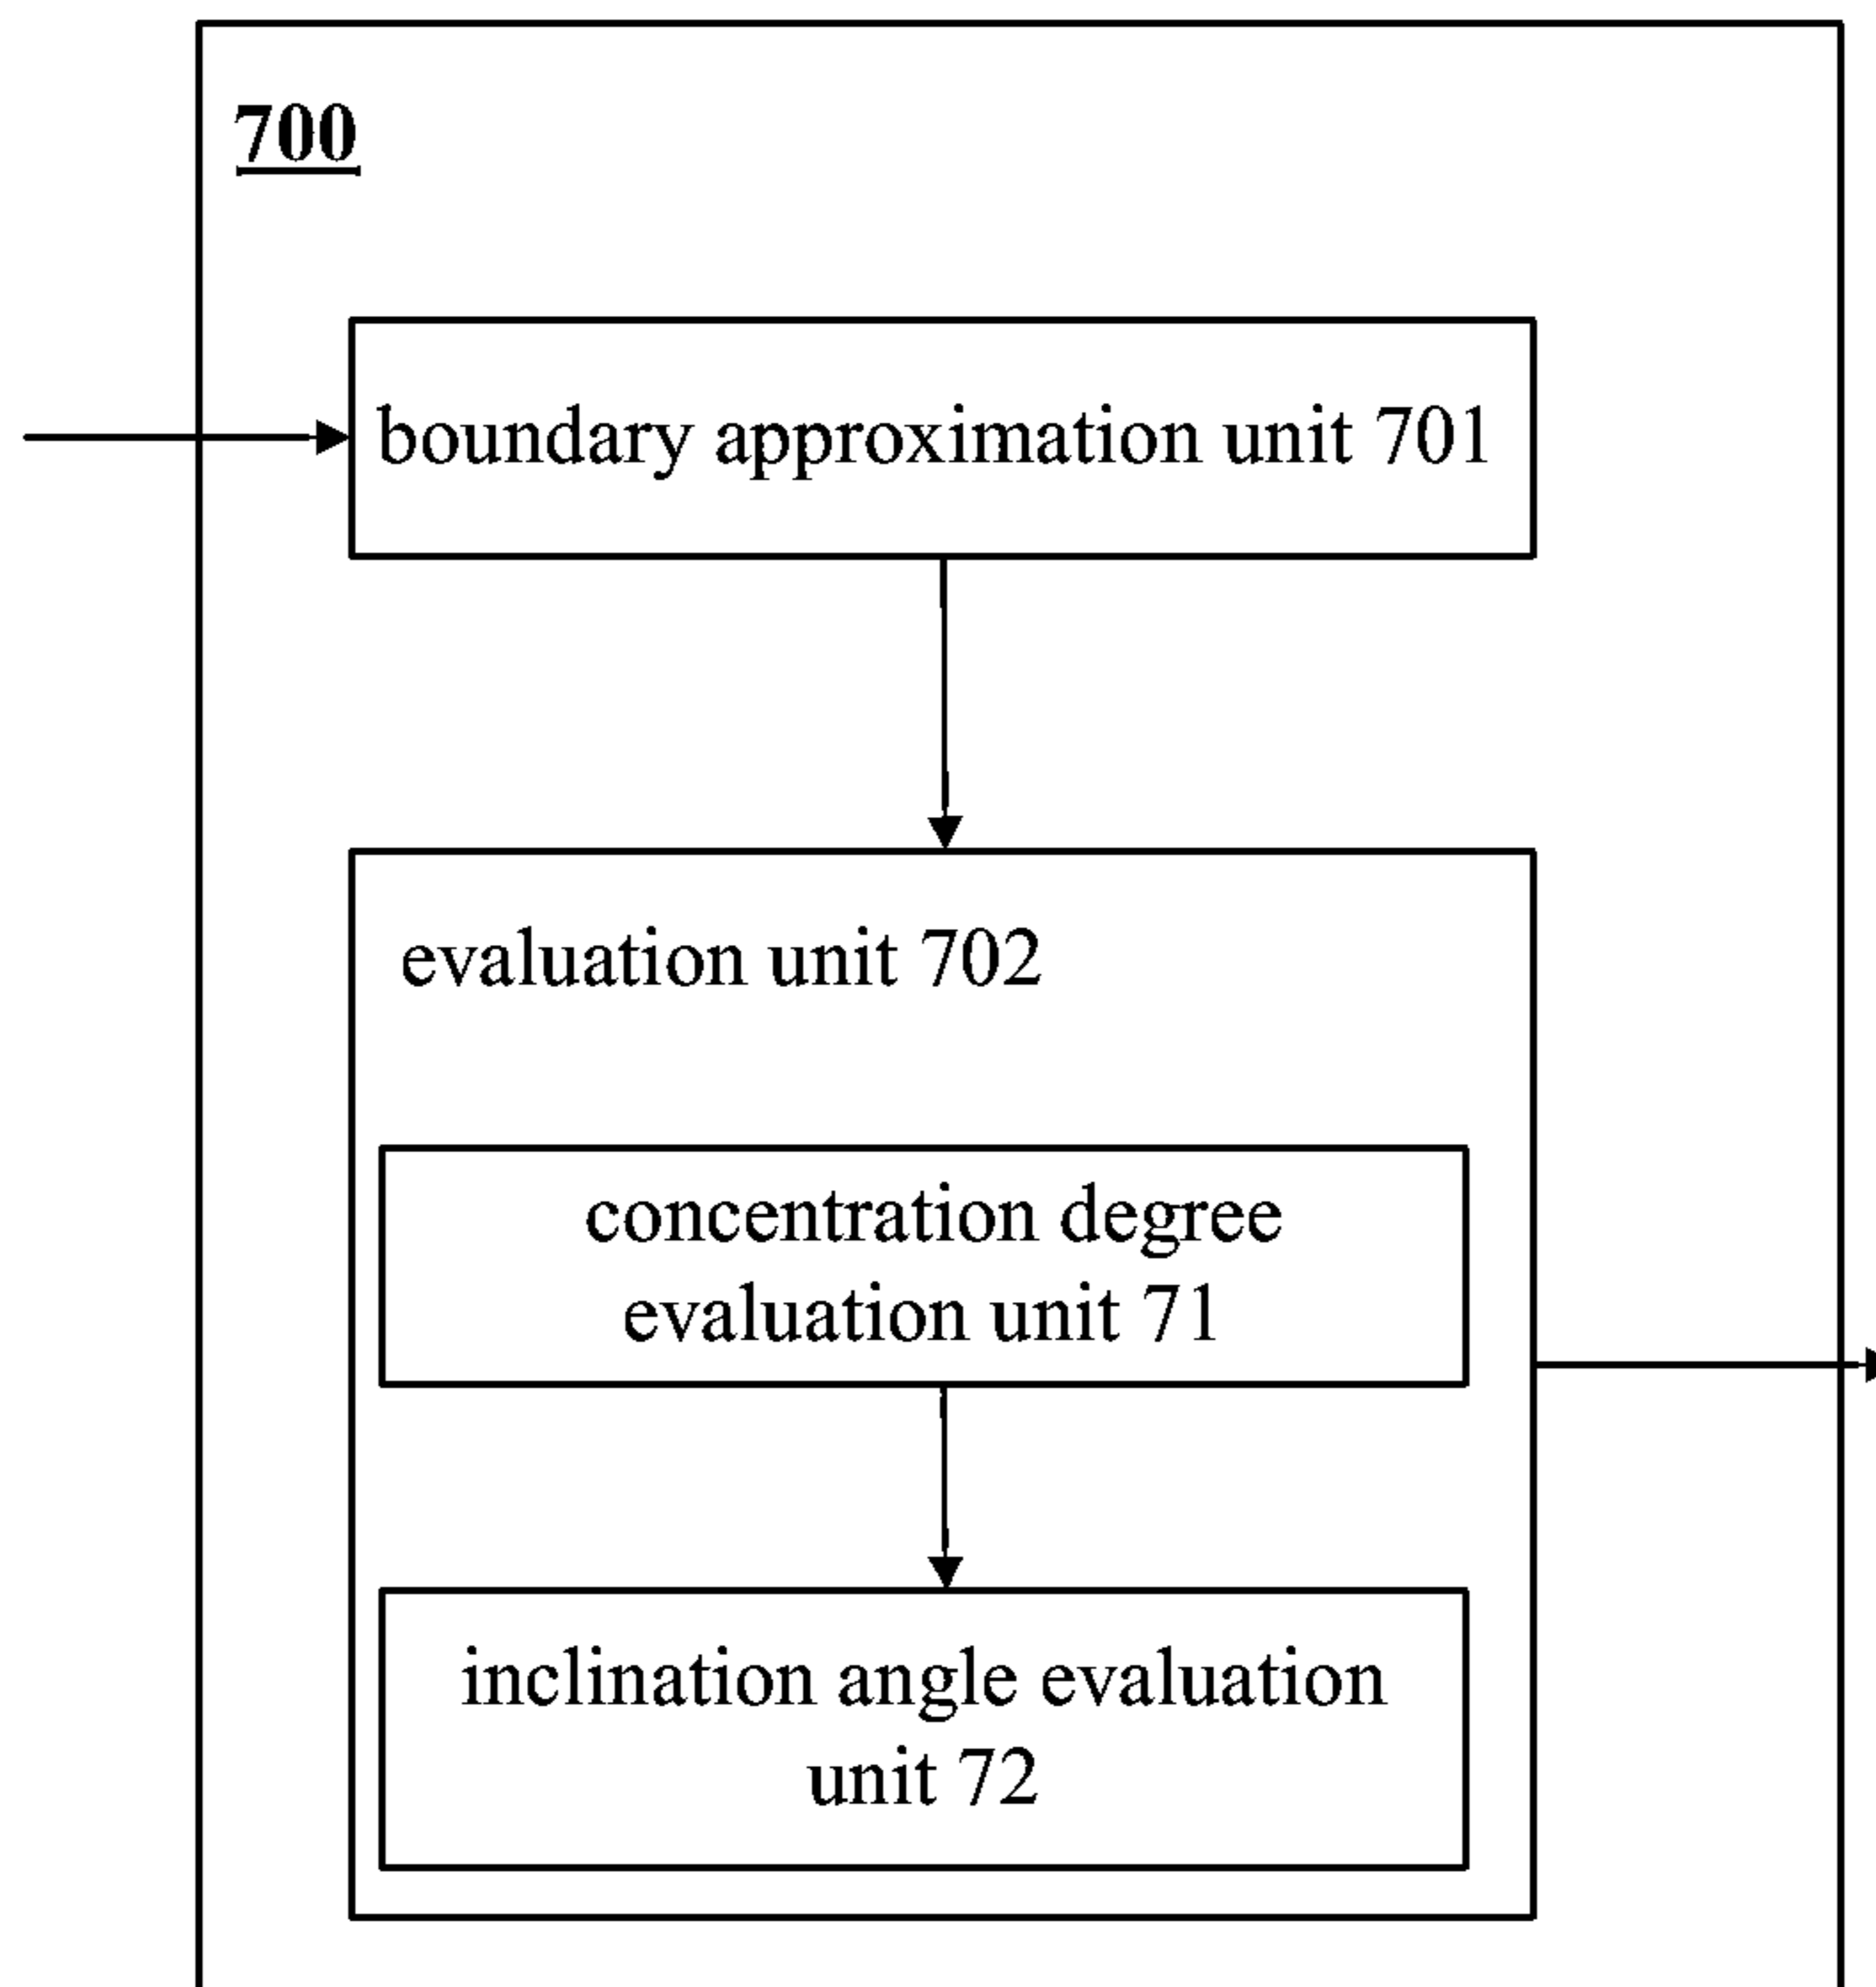 700
boundary approximation unit 701
evaluation unit 702
concentration degree
evaluation unit 71
inclination angle evaluation
unit 72